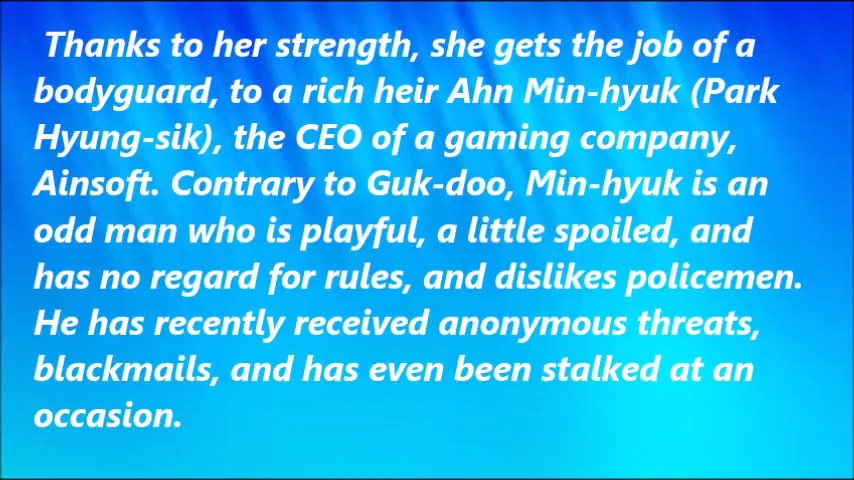 Thanks to her strength, she gets the job of a
bodyguard, to a rich heir Ahn Min-hyuk (Park
Hyung-sik), the CEO of a gaming company,
Ainsoft. Contrary to Guk-doo, Min-hyuk is an
odd man who is playful, a little spoiled, and
has no regard for rules, and dislikes policemen.
He has recently received anonymous threats,
blackmails, and has even been stalked at an
occasion.